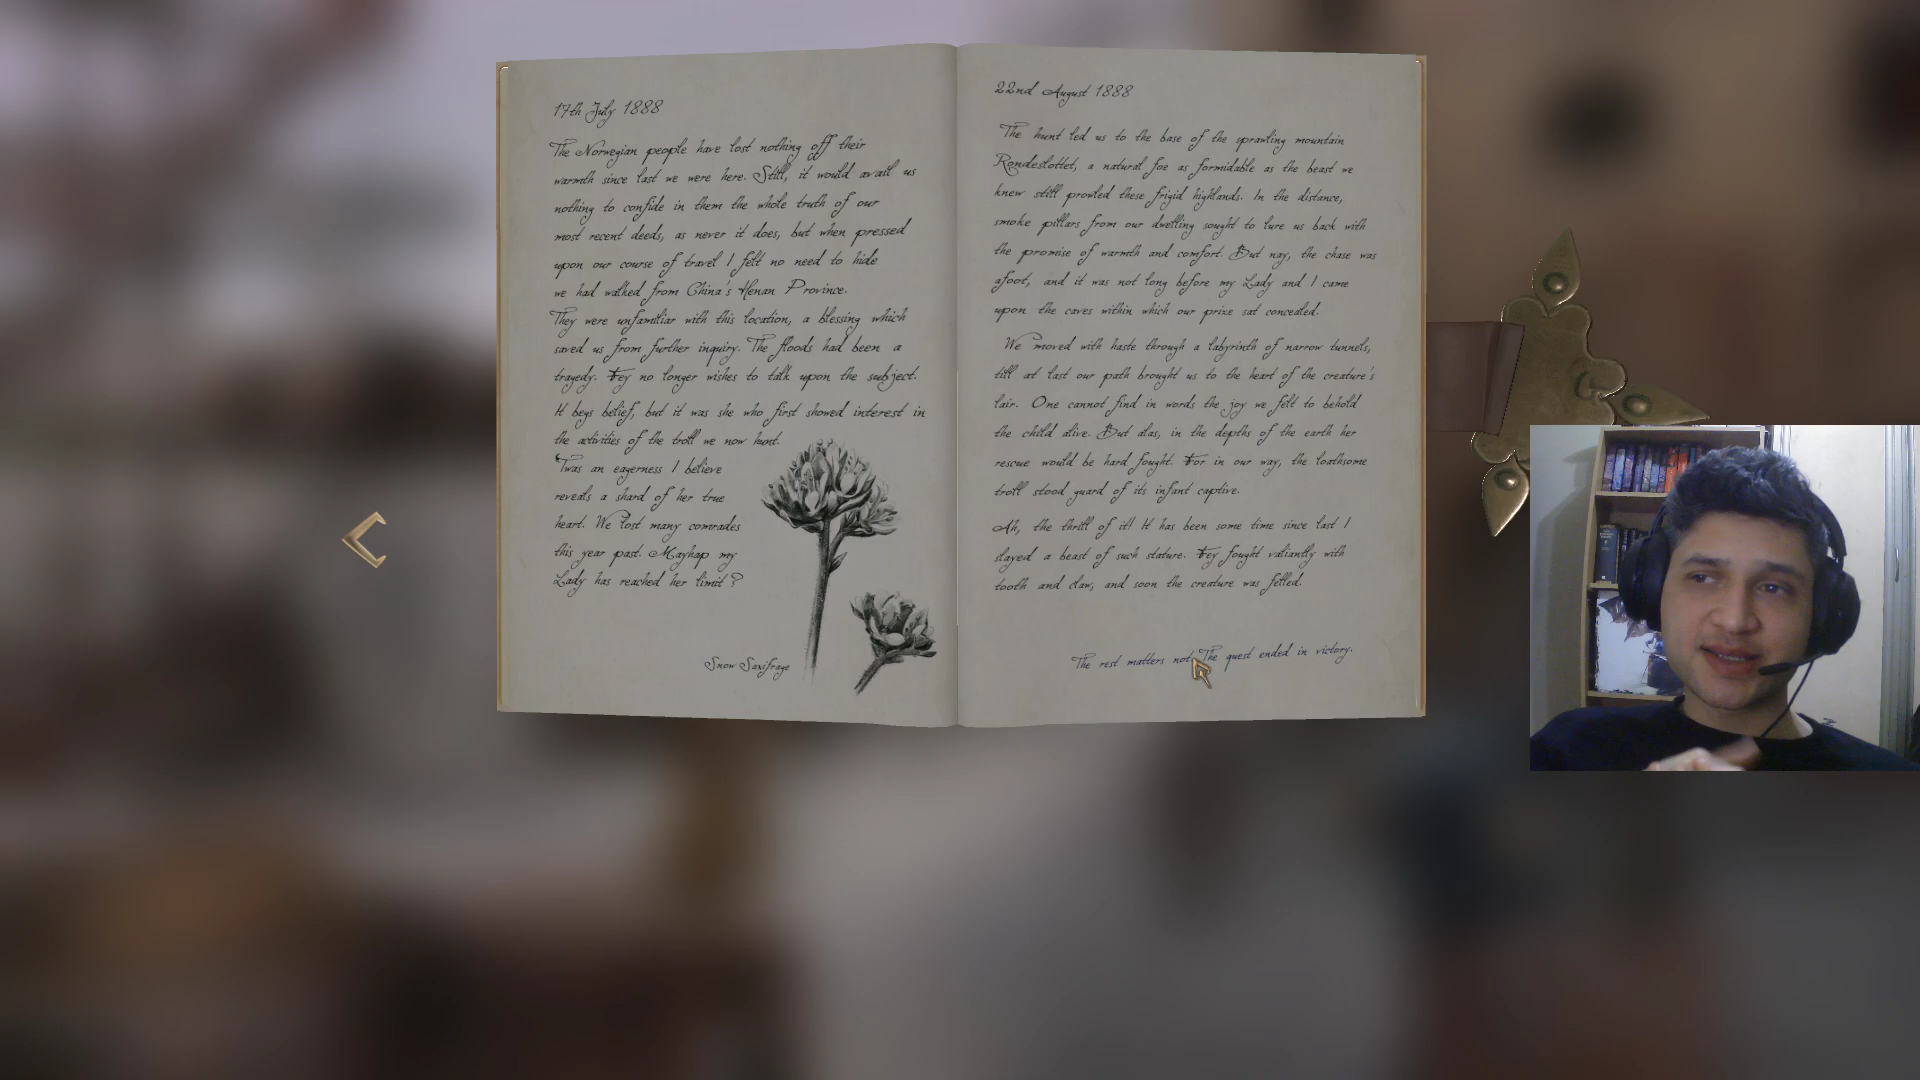 17th July 1888
The Norwegian people have lost nothing off their
warmth since last we were here. Still, it would avail us
nothing to confide in them the whole truth of our
most recent deeds, as never it does, but when pressed
upon our course of travel I felt no need to hide
we had walked from China's Henan Province.
They were unfamiliar with this location, a blessing which
saved us from further inquiry. The floods had been a
tragedy. Fey no longer wishes to talk upon the subject.
It begs belief, but it was she who first showed interest in
the activities of the troll we now hunt.
'Twas an eagerness I believe
reveals a shard of her true
heart. We lost many comrades
this year past. Mayhap my
Lady has reached her limit?
Snow Saxifrage
22nd August 1888
The hunt led us to the base of the sprawling mountain
Rondeslottet, a natural foe as formidable as the beast we
knew still prowled these frigid highlands. In the distance,
smoke pillars from our dwelling sought to lure us back with
the promise of warmth and comfort. But nay, the chase was
afoot, and it was not long before my Lady and I came
upon the caves within which our prize sat concealed.
We moved with haste through a labyrinth of narrow tunnels,
till at last our path brought us to the heart of the creature's
lair. One cannot find in words the joy we felt to behold
the child alive. But alas, in the depths of the earth her
rescue would be hard fought. For in our way, the loathsome
troll stood guard of its infant captive.
Ah, the thrill of it! It has been some time since last I
slayed a beast of such stature. Fey fought valiantly with
tooth and claw, and soon the creature was felled.
The rest matters not. The quest ended in victory.